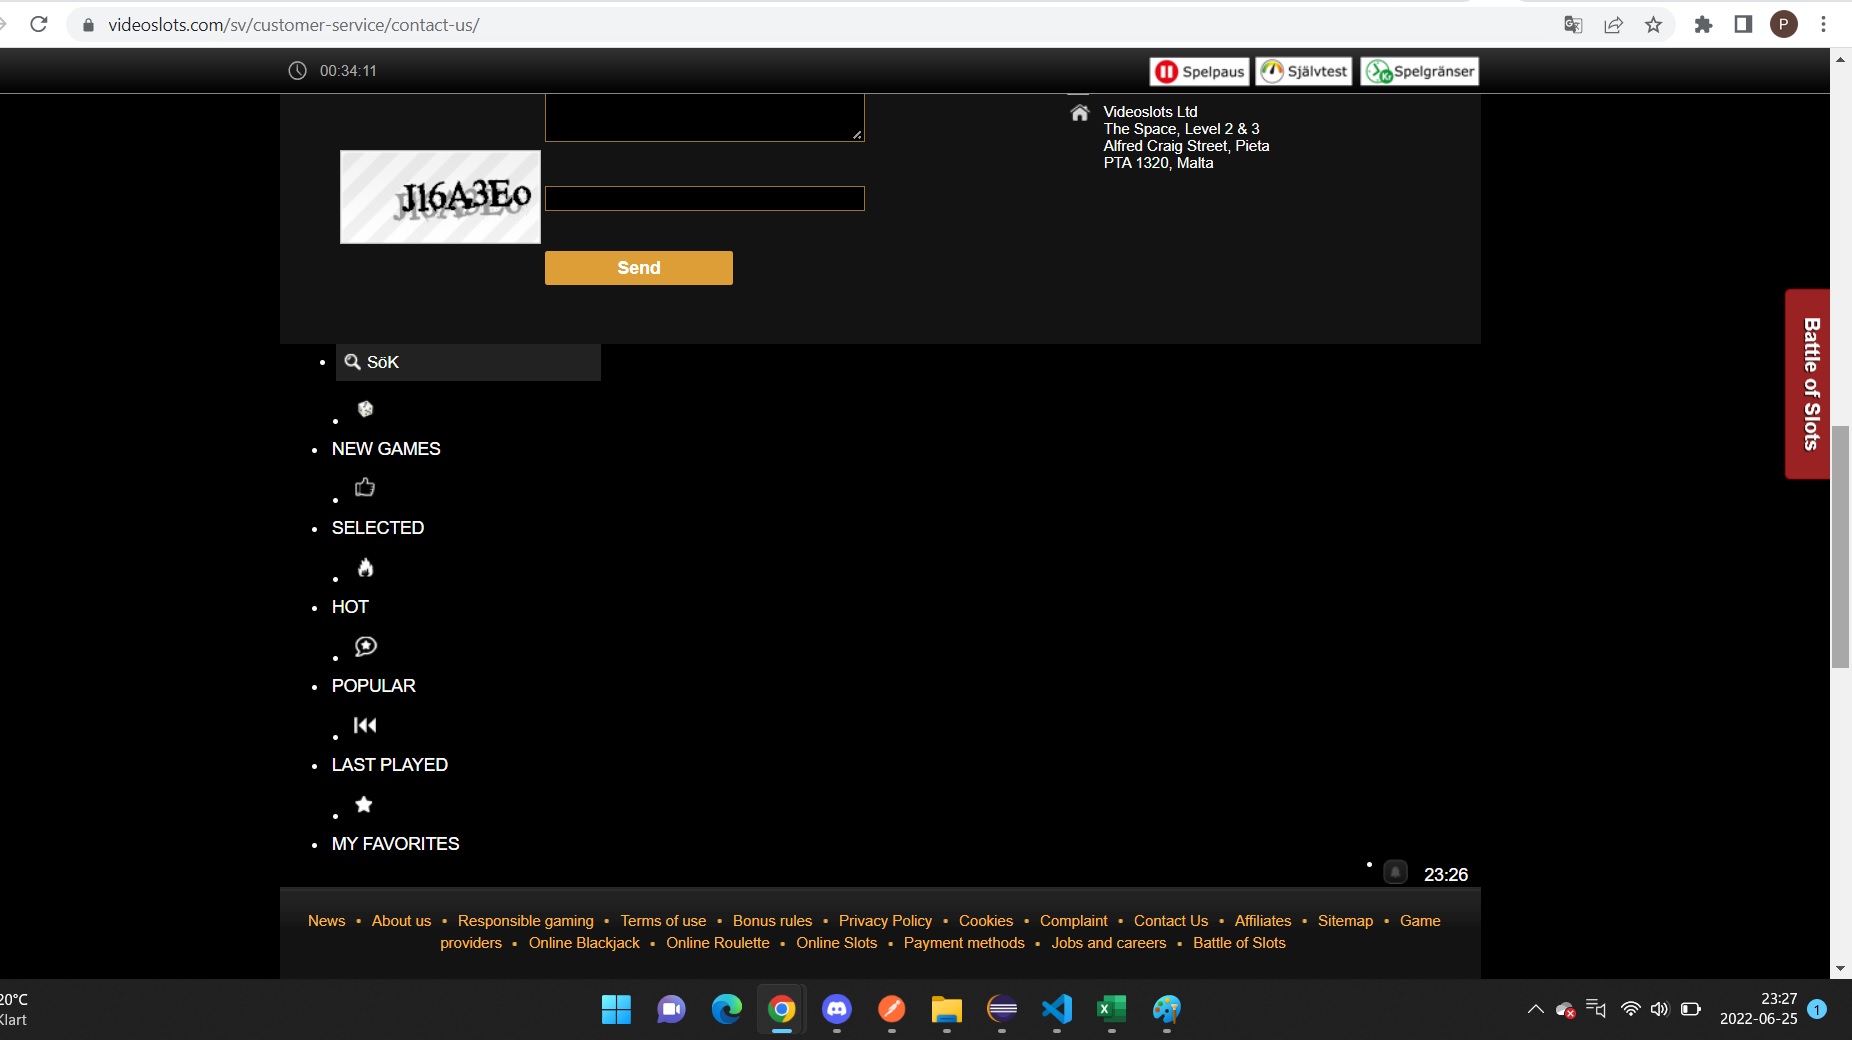 videoslots.com/sv/customer-service/contact-us/
P
00:34:11
Spelpaus
Självtest
Spelgränser
Videoslots Ltd
The Space, Level 2 & 3
Alfred Craig Street, Pieta
PTA 1320, Malta
J16A3Eo
Send
SöK
NEW GAMES
SELECTED
HOT
POPULAR
LAST PLAYED
MY FAVORITES
Battle of Slots
23:26
News • About us • Responsible gaming • Terms of use • Bonus rules • Privacy Policy • Cookies • Complaint • Contact Us • Affiliates • Sitemap • Game
providers • Online Blackjack • Online Roulette • Online Slots • Payment methods • Jobs and careers • Battle of Slots
20°C
Klart
23:27
2022-06-25
1